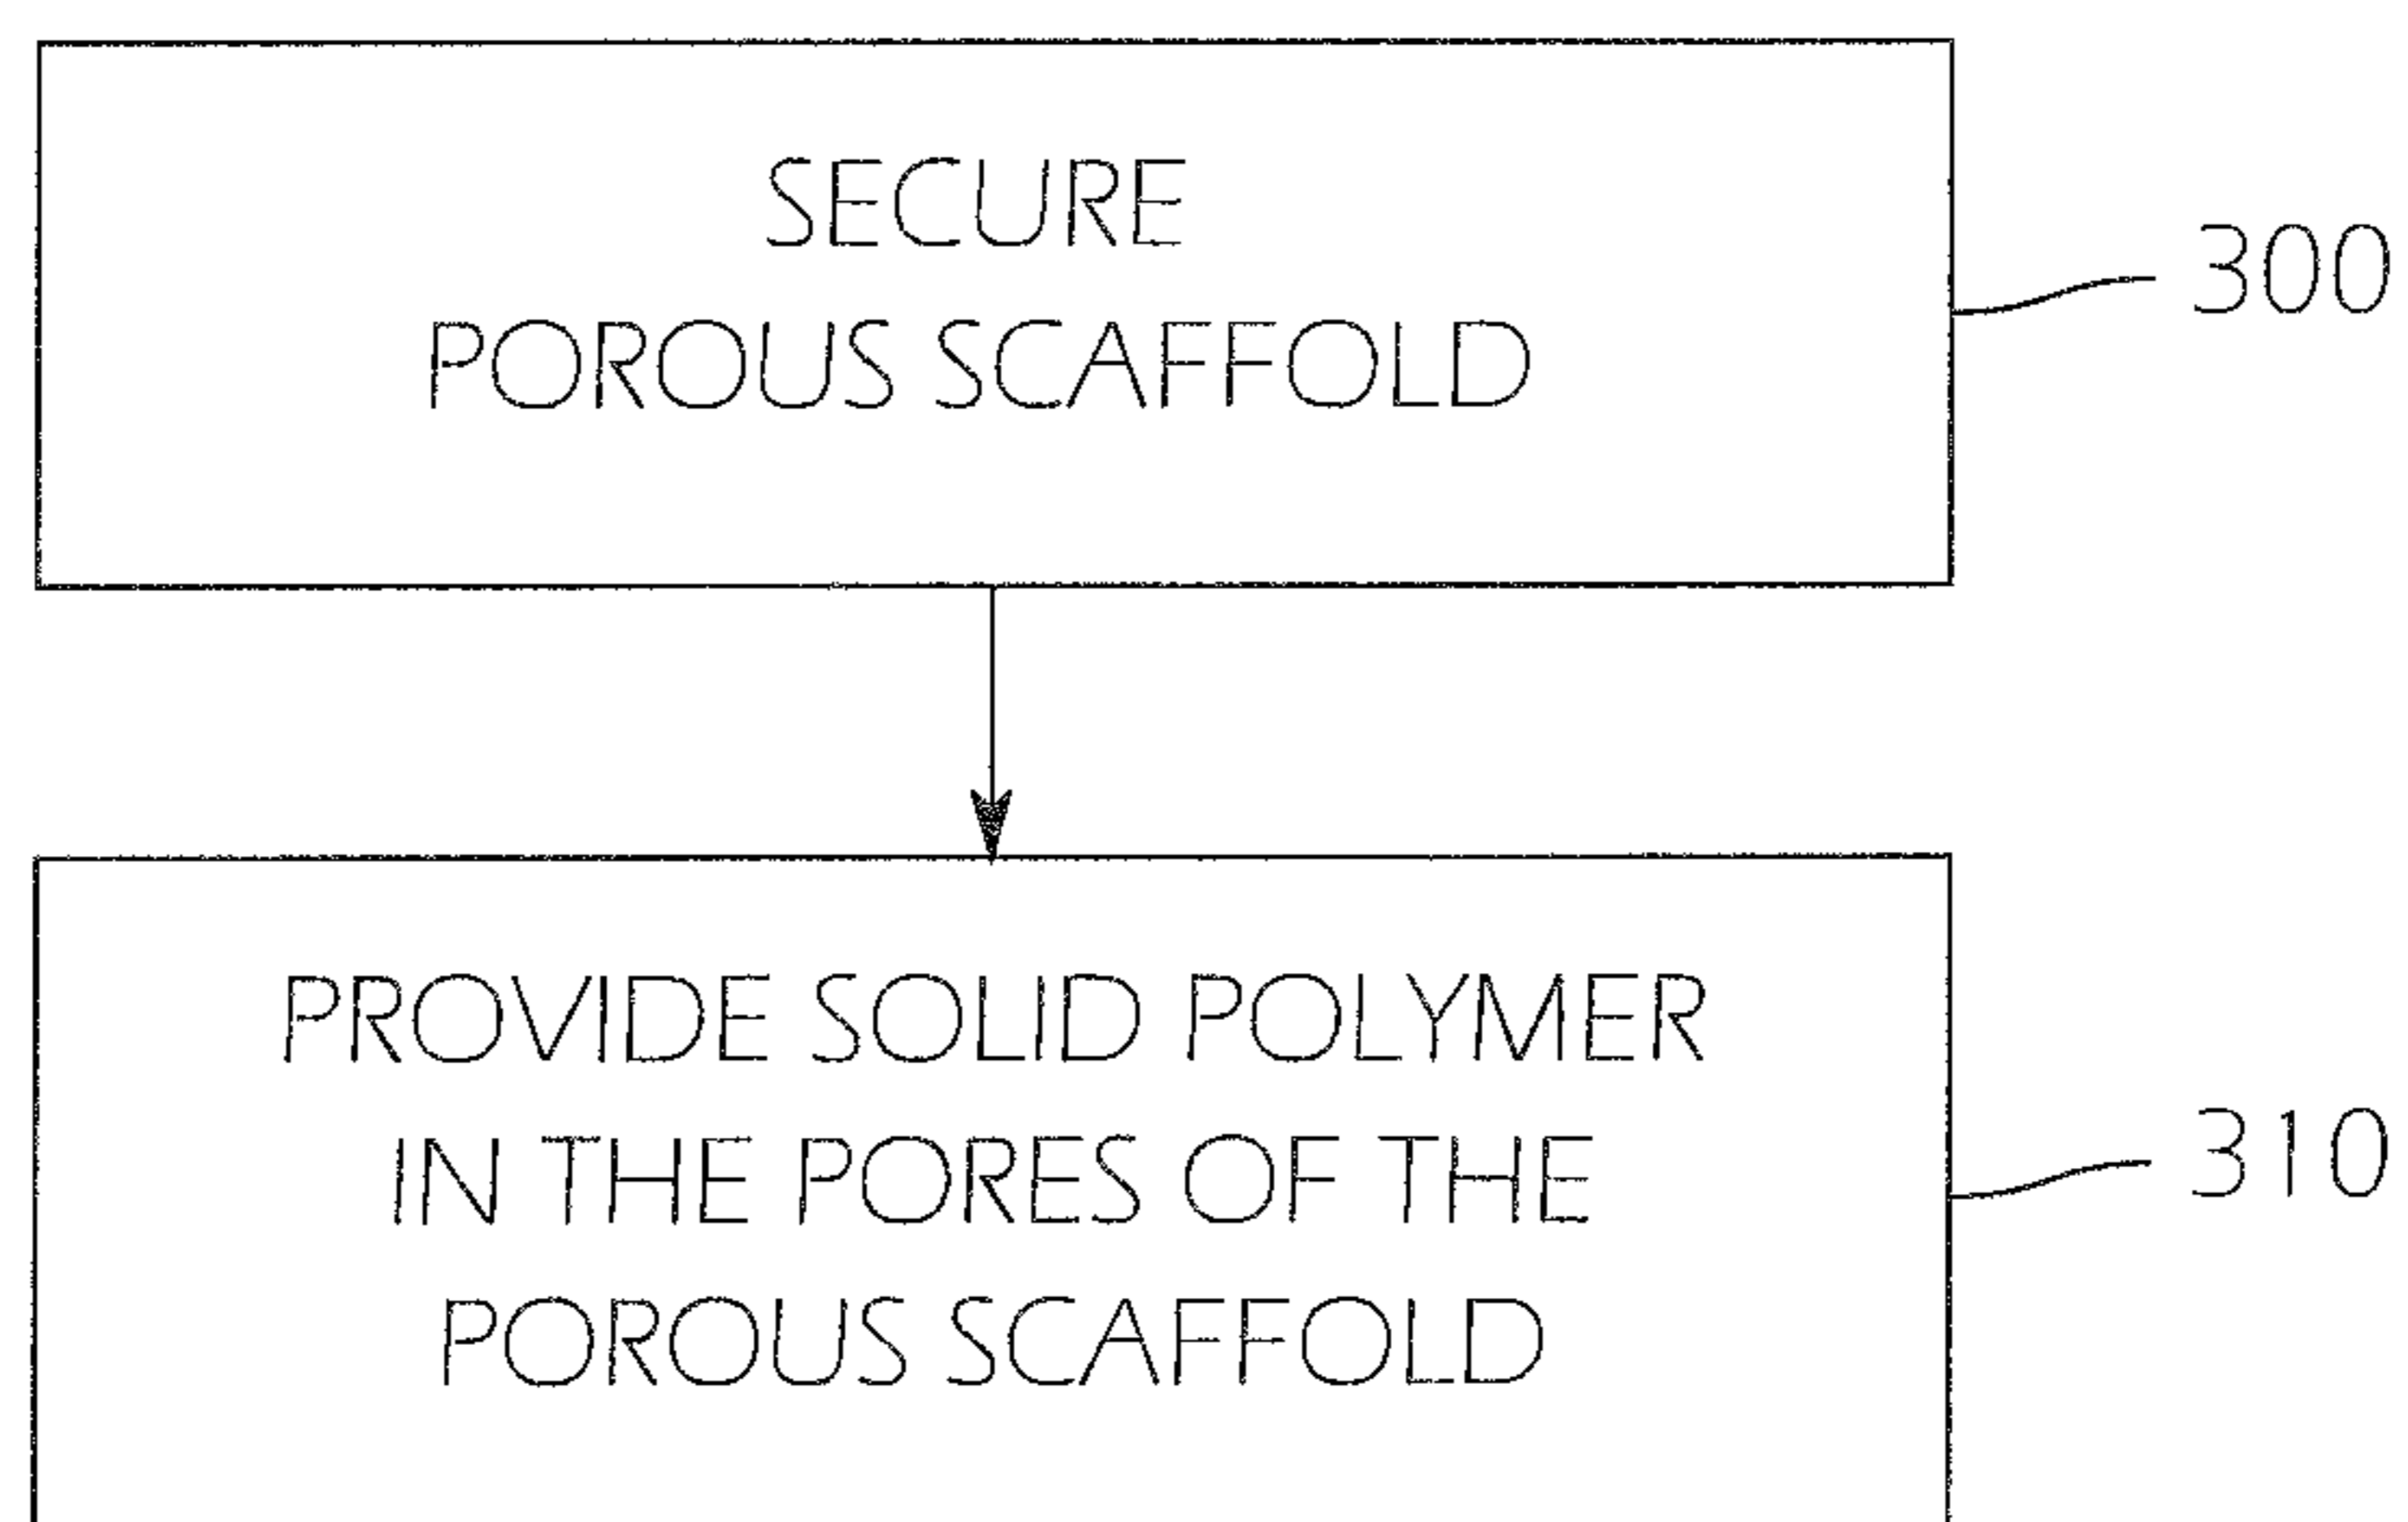 SECURE
POROUS SCAFFOLD
300
PROVIDE SOLID POLYMER
IN THE PORES OF THE
POROUS SCAFFOLD
310